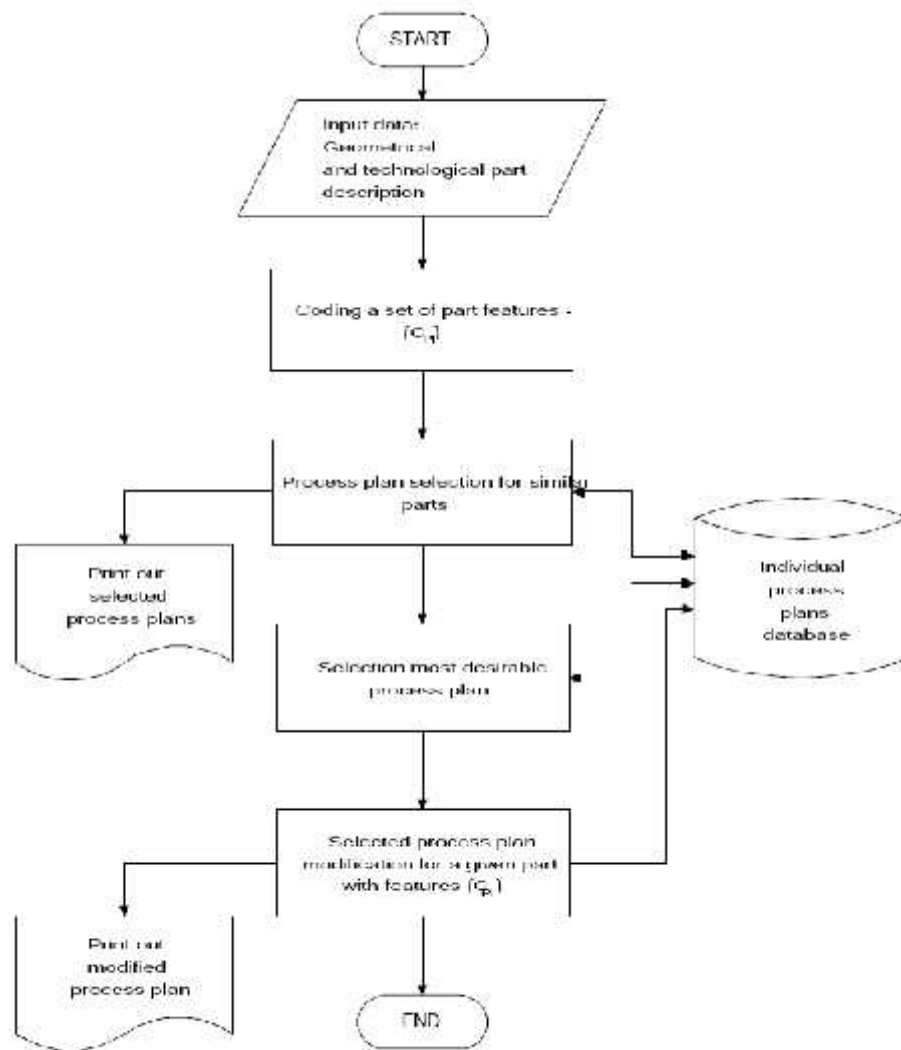 START
Input data:
Geometrical
and technological part
description
Coding a set of part features -
Process plan selection for similar
parts
Print out
selected
process plans
Individual
process
plans
database
Selection most desirable
process plan
Selected process plan
modification for a given part
with features
Print out
modified
process plan
END